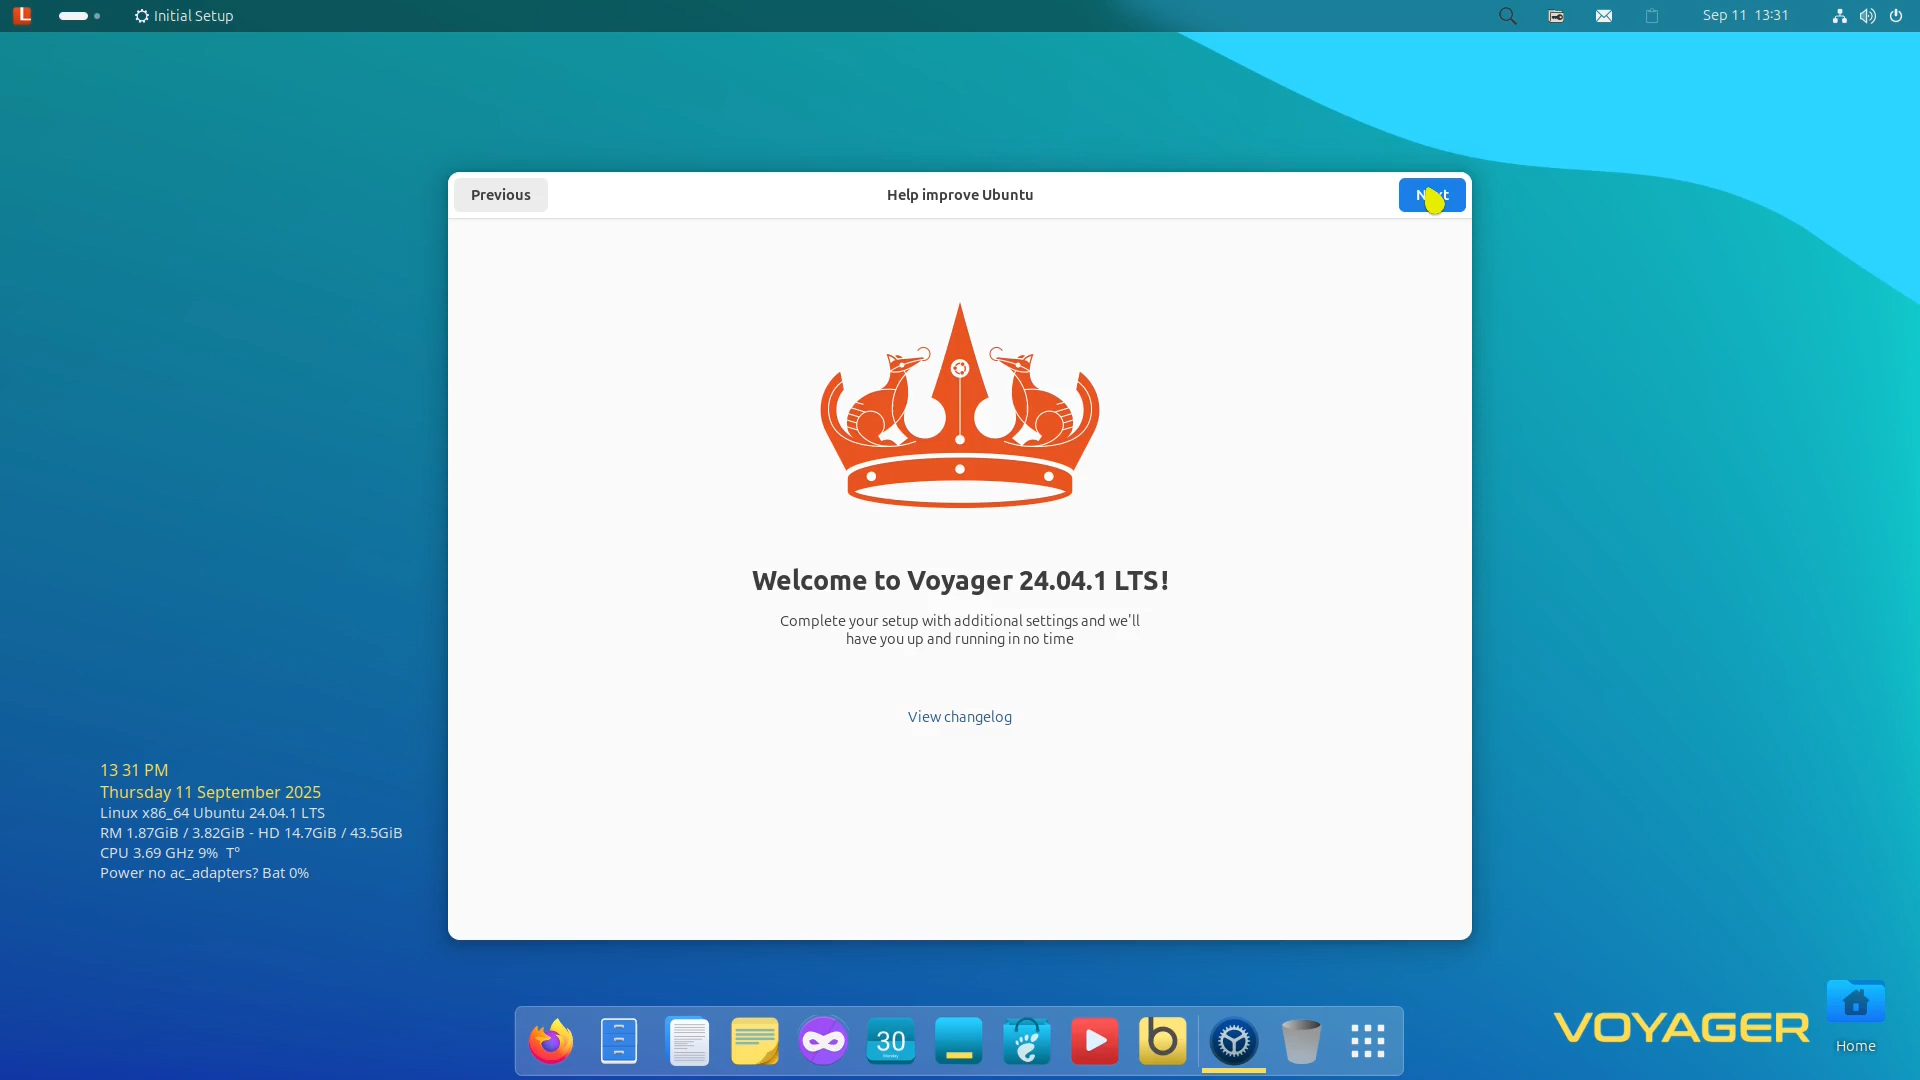 Initial Setup
Sep 11 13:31
Previous
Help improve Ubuntu
Welcome to Voyager 24.04.1 LTS!
Complete your setup with additional settings and we'll
have you up and running in no time
View changelog
13 31 PM
Thursday 11 September 2025
Linux x86_64 Ubuntu 24.04.1 LTS
RM 1.87GiB / 3.82GiB - HD 14.7GiB / 43.5GiB
CPU 3.69 GHz 9% T°
Power no ac_adapters? Bat 0%
30
Monday
b
VOYAGER
Home